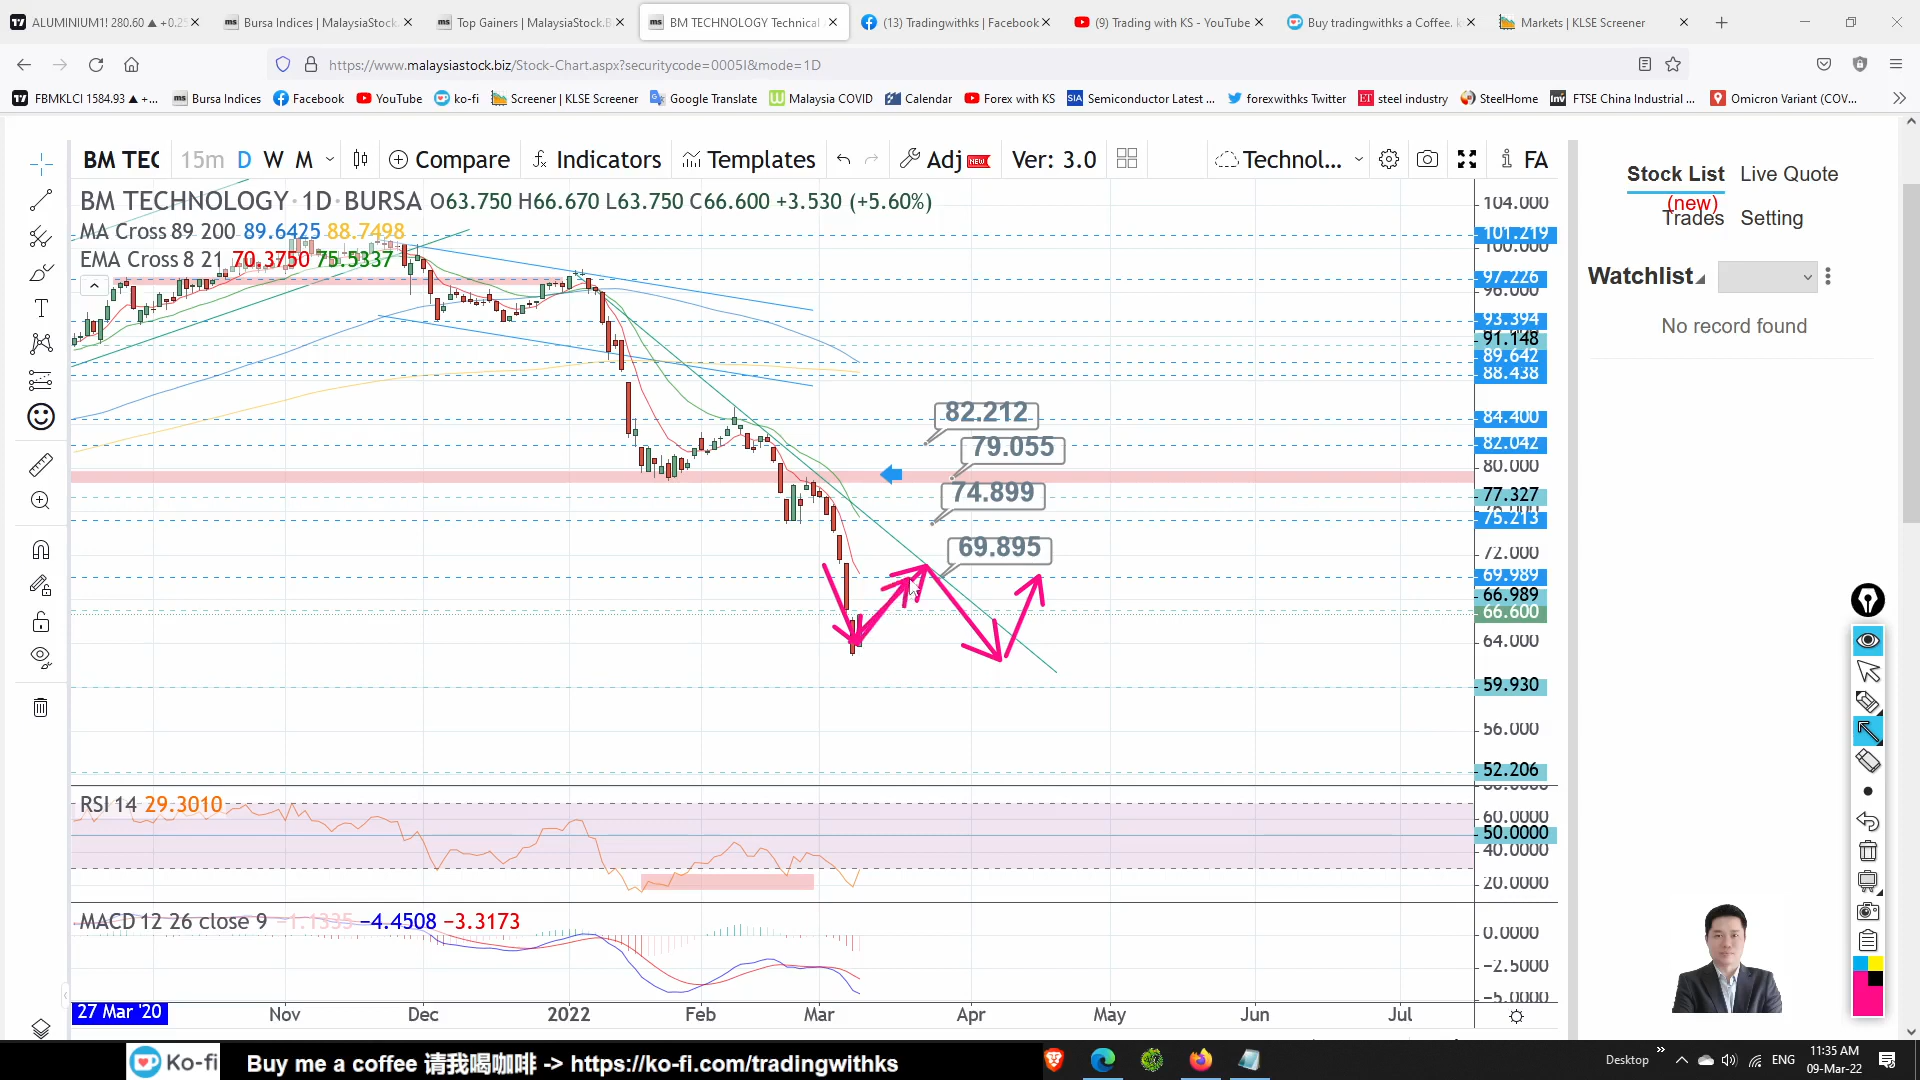 ALUMINIUM1! 280.60 ▲ +0.2
Bursa Indices | MalaysiaStock.
Top Gainers | MalaysiaStock.B
BM TECHNOLOGY Technical
(13) Tradingwithks | Facebook
(9) Trading with KS - YouTube
Buy tradingwithks a Coffee.
Markets | KLSE Screener
https://www.malaysiastock.biz/Stock-Chart.aspx?securitycode=0005I&mode=1D
FBMKLCI 1584.93 ▲ +...
Bursa Indices
Facebook
YouTube
ko-fi
Screener | KLSE Screener
Google Translate
Malaysia COVID
Calendar
Forex with KS
Semiconductor Latest ...
forexwithks Twitter
steel industry
SteelHome
FTSE China Industrial ...
Omicron Variant (COV...
BM TEC 15m D W M Compare Indicators Templates Adj NEW Ver: 3.0 Technol... FA
BM TECHNOLOGY · 1D · BURSA O63.750 H66.670 L63.750 C66.600 +3.530 (+5.60%)
MA Cross 89 200 89.6425 88.7498
EMA Cross 8 21 70.3750 75.5337
104.000
101.219
100.000
97.226
96.000
93.394
91.148
89.642
88.438
84.400
82.042
80.000
77.327
75.213
72.000
69.989
66.989
66.600
64.000
59.930
56.000
52.206
82.212
79.055
74.899
69.895
RSI 14 29.3010
60.0000
50.0000
40.0000
20.0000
MACD 12 26 close 9 −1.1335 −4.4508 −3.3173
0.0000
−2.5000
−5.0000
27 Mar '20
Nov
Dec
2022
Feb
Mar
Apr
May
Jun
Jul
Stock List Live Quote
(new)
Trades Setting
Watchlist
No record found
Ko-fi
Buy me a coffee 请我喝咖啡 -> https://ko-fi.com/tradingwithks
Desktop
ENG
11:35 AM
09-Mar-22